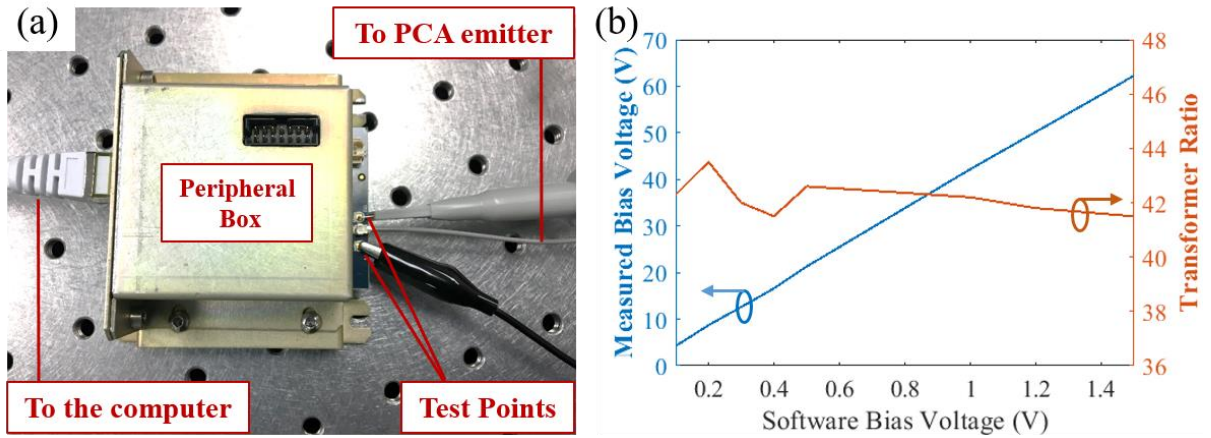 (a)
To PCA emitter
Peripheral
Box
To the computer
Test Points
(b)
Measured Bias Voltage (V)
70
60
50
40
30
20
10
0
0.2
0.4
0.6
0.8
1
1.2
1.4
Software Bias Voltage (V)
48
46
44
42
40
38
36
Transformer Ratio